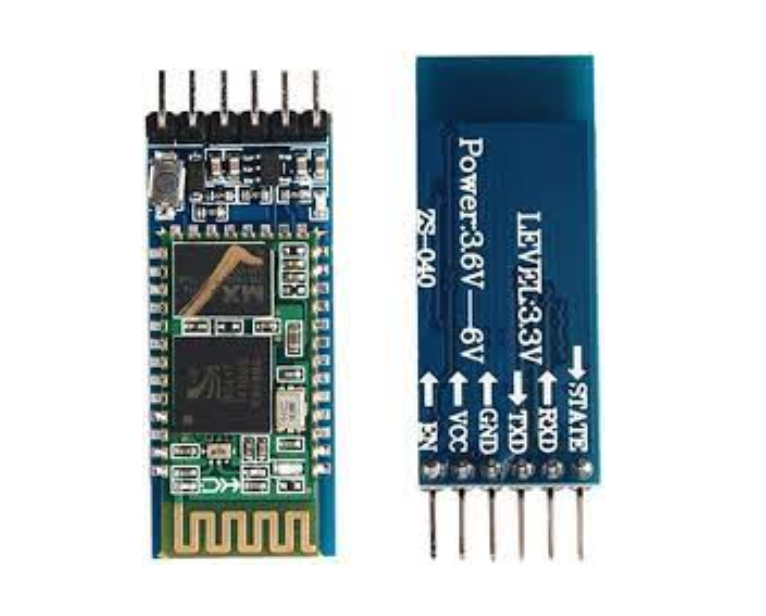 MX
ZS-040
Power:3.6V—6V
LEVEL:3.3V
EN
VCC
GND
TXD
RXD
STATE